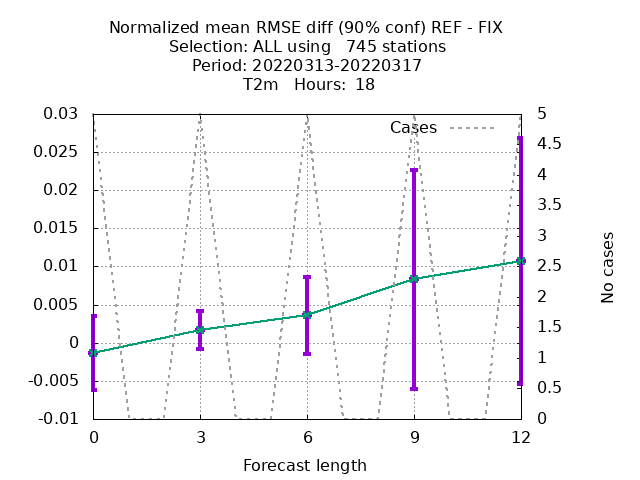 Normalized mean RMSE diff (90% conf) REF - FIX
Selection: ALL using   745 stations
Period: 20220313-20220317
T2m   Hours:  18
Cases
0.03
0.025
0.02
0.015
0.01
0.005
0
-0.005
-0.01
5
4.5
4
3.5
3
2.5
2
1.5
1
0.5
0
No cases
0 3 6 9 12
Forecast length